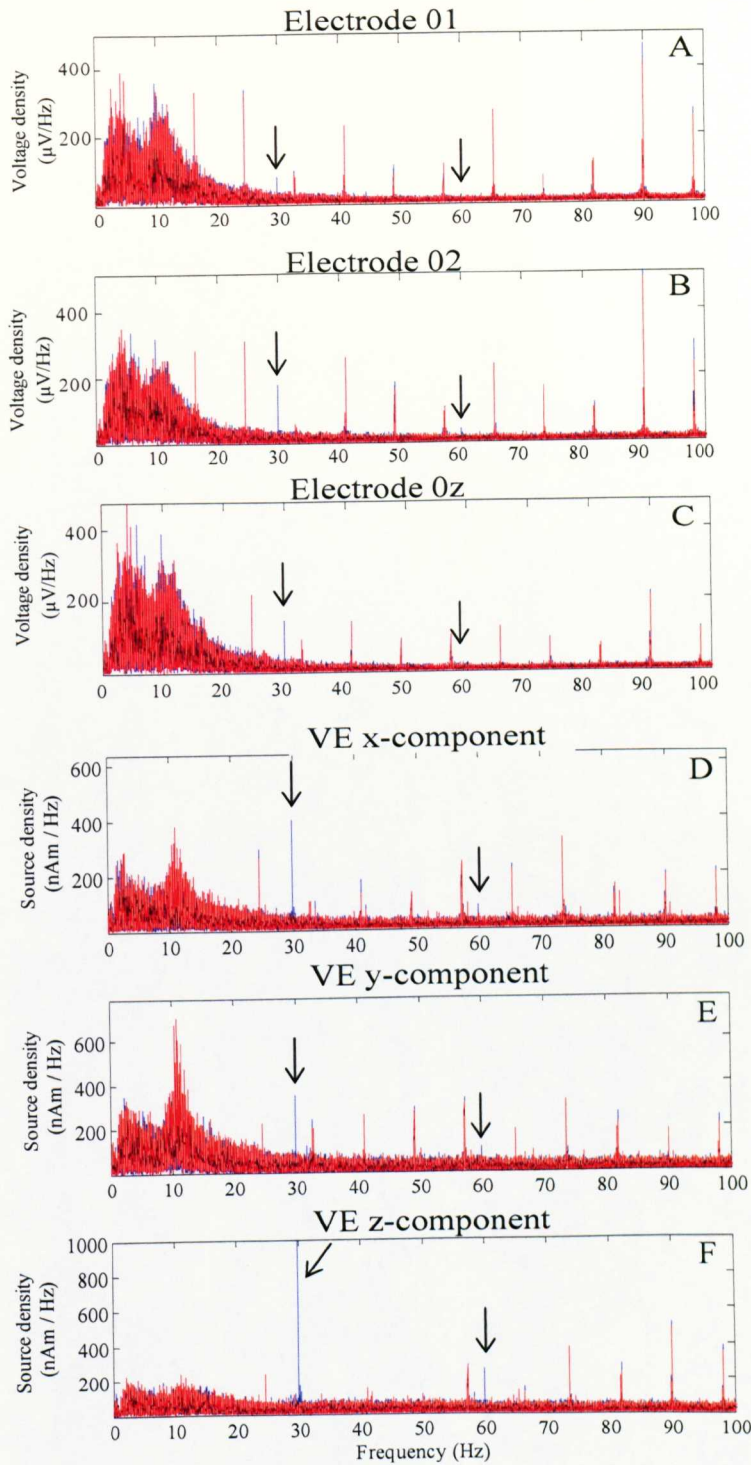 Electrode 01
A
Voltage density
(µV/Hz)
400
200
0 10 20 30 40 50 60 70 80 90 100
Electrode 02
B
Voltage density
(µV/Hz)
400
200
0 10 20 30 40 50 60 70 80 90 100
Electrode 0z
C
Voltage density
(µV/Hz)
400
200
0 10 20 30 40 50 60 70 80 90 100
VE x-component
D
Source density
(nAm / Hz)
600
400
200
0 10 20 30 40 50 60 70 80 90 100
VE y-component
E
Source density
(nAm / Hz)
600
400
200
0 10 20 30 40 50 60 70 80 90 100
VE z-component
F
Source density
(nAm / Hz)
1000
800
600
400
200
0 10 20 30 40 50 60 70 80 90 100
Frequency (Hz)